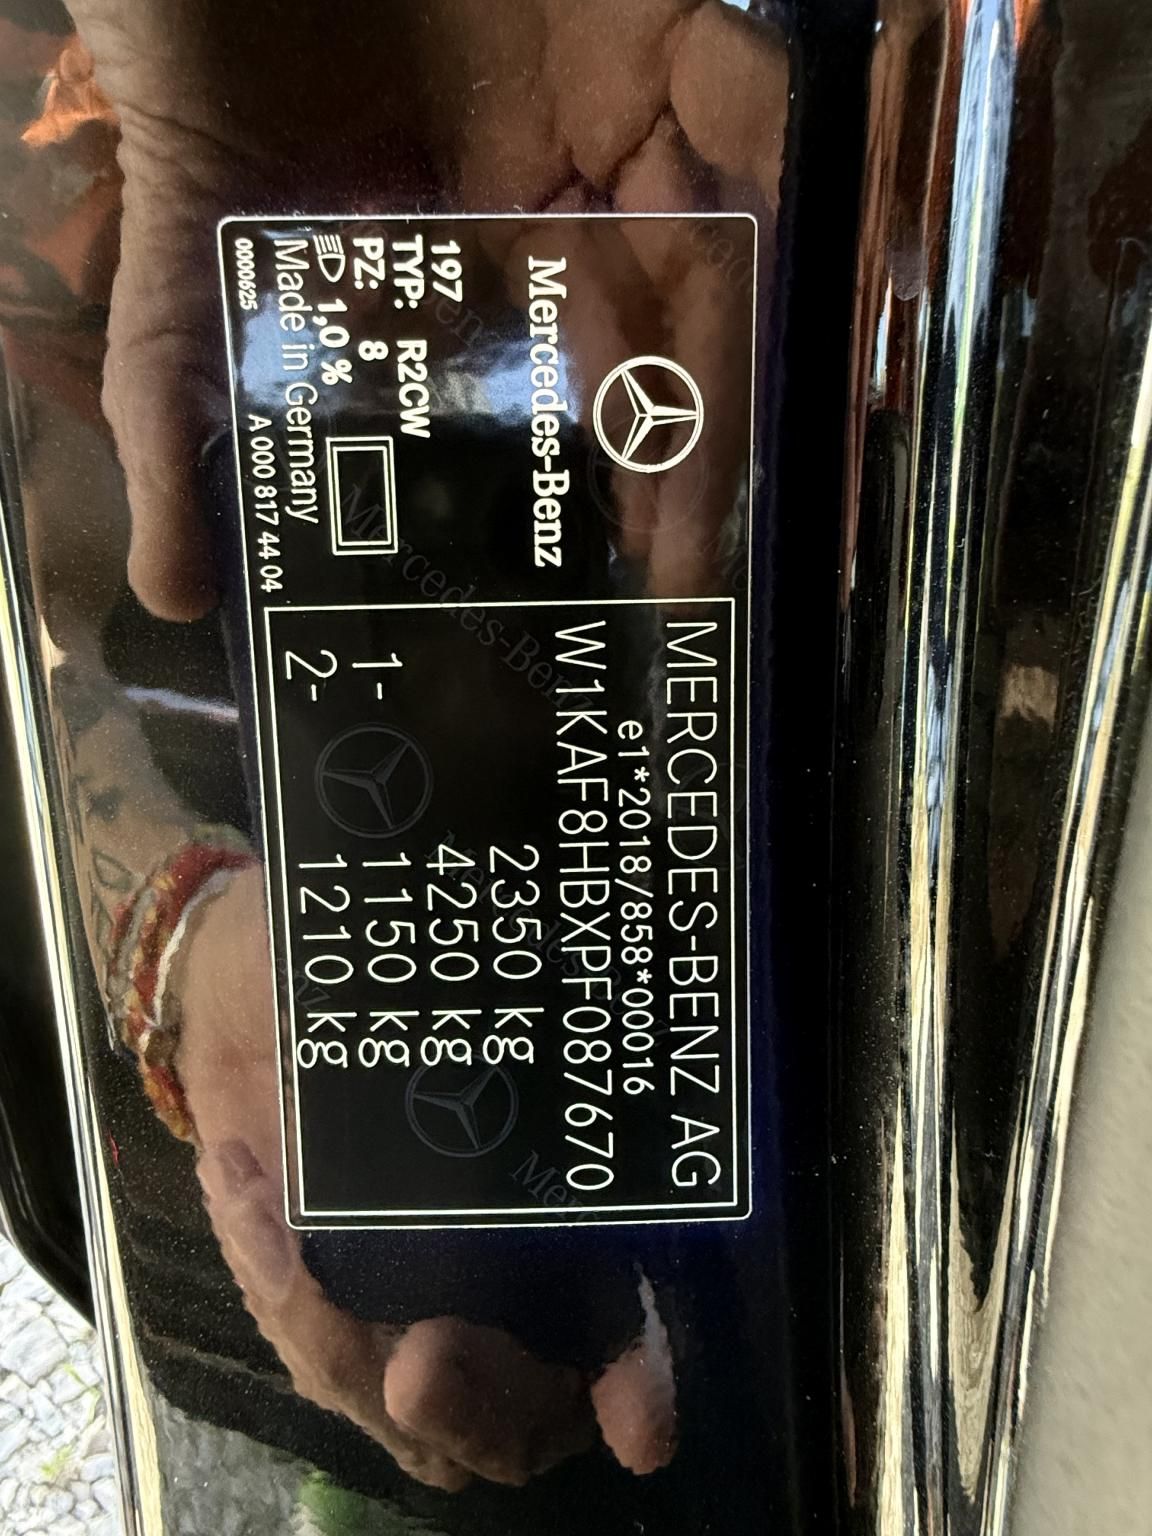 Mercedes-Benz
197
TYP: R2CW
PZ: 8
1,0 %
Made in Germany
0000625 A 000 817 44 04
MERCEDES-BENZ AG
e1*2018/858*00016
W1KAF8HBXPF087670
2350 kg
4250 kg
1- 1150 kg
2- 1210 kg